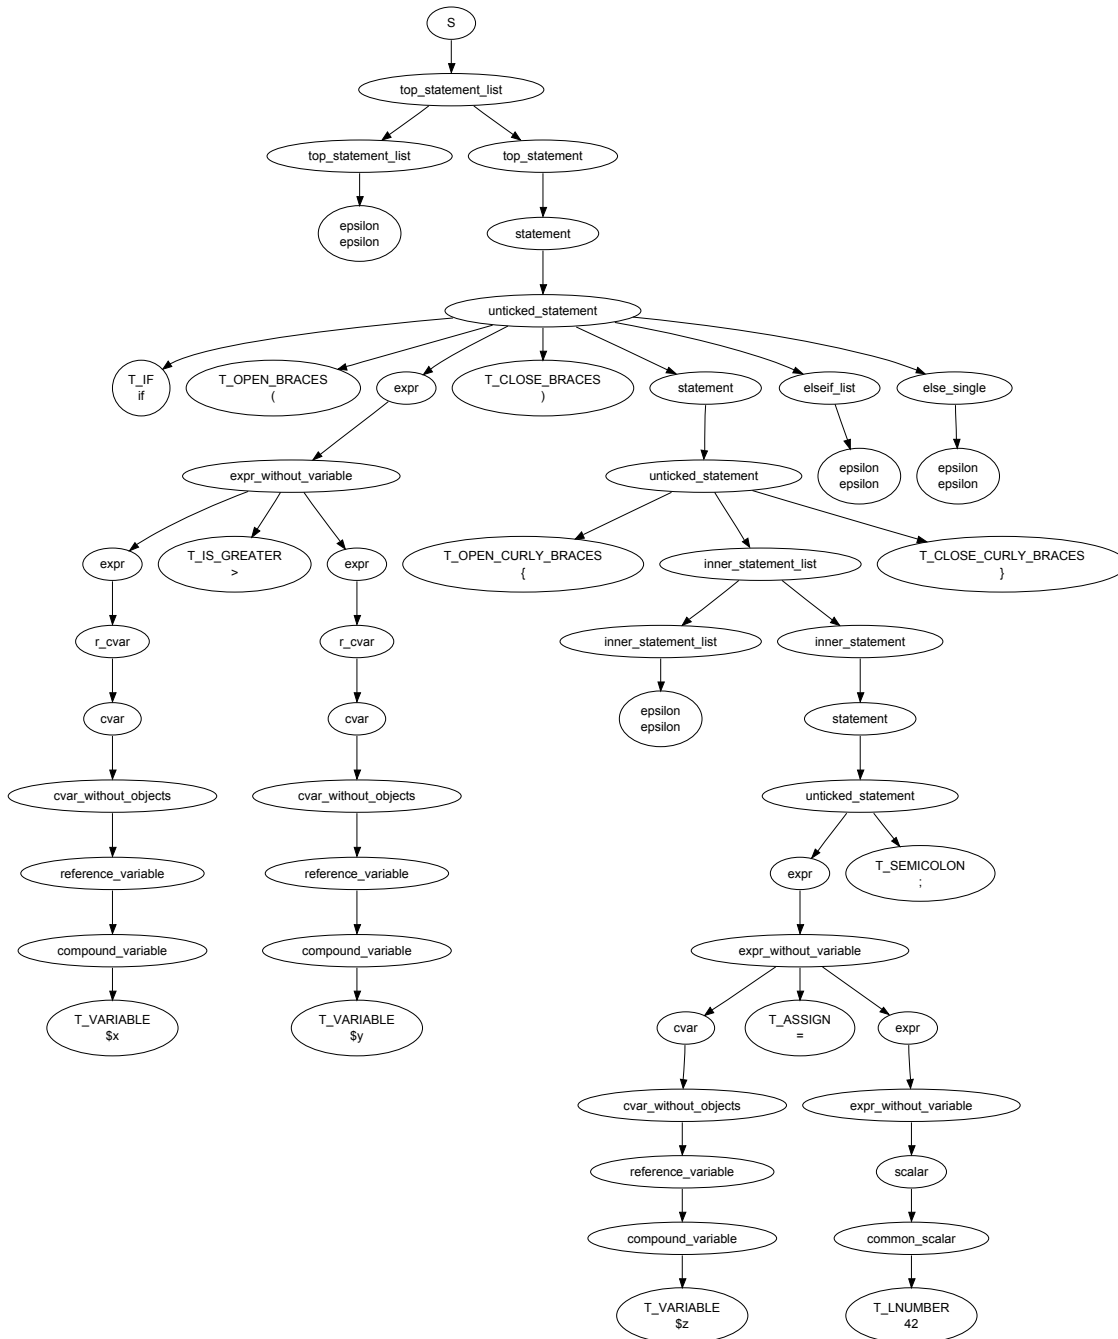 S
top_statement_list
top_statement_list
top_statement
epsilon
epsilon
statement
unticked_statement
T_IF
if
T_OPEN_BRACES
(
expr
T_CLOSE_BRACES
)
statement
elseif_list
else_single
expr_without_variable
unticked_statement
epsilon
epsilon
epsilon
epsilon
expr
T_IS_GREATER
>
expr
T_OPEN_CURLY_BRACES
{
inner_statement_list
T_CLOSE_CURLY_BRACES
}
r_cvar
r_cvar
inner_statement_list
inner_statement
cvar
cvar
epsilon
epsilon
statement
cvar_without_objects
cvar_without_objects
unticked_statement
reference_variable
reference_variable
expr
T_SEMICOLON
;
compound_variable
compound_variable
expr_without_variable
T_VARIABLE
$x
T_VARIABLE
$y
cvar
T_ASSIGN
=
expr
cvar_without_objects
expr_without_variable
reference_variable
scalar
compound_variable
common_scalar
T_VARIABLE
$z
T_LNUMBER
42